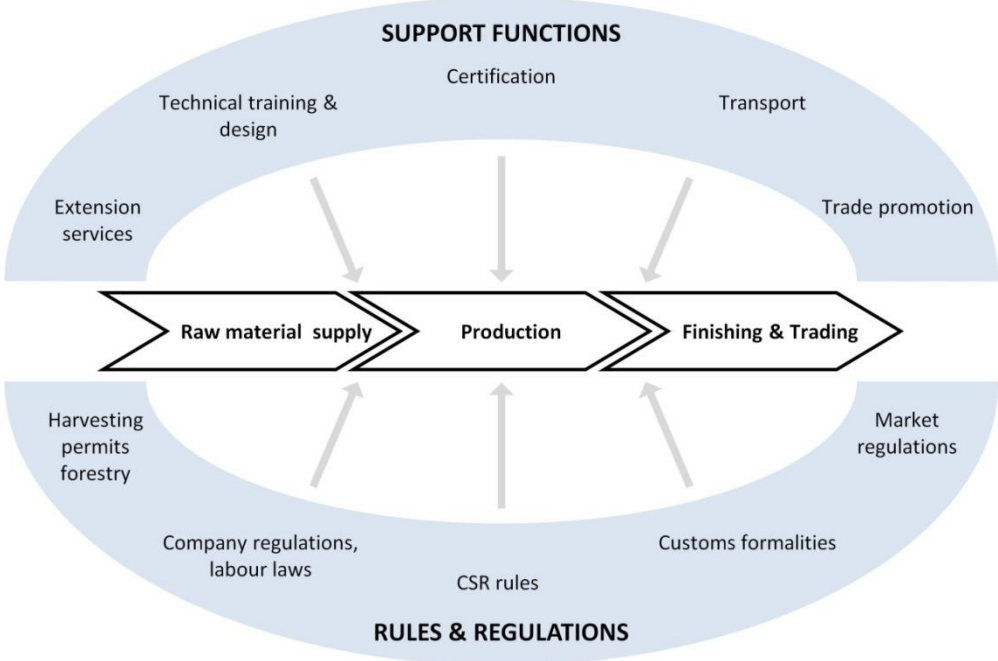 SUPPORT FUNCTIONS
Certification
Technical training &
design
Transport
Extension
services
Trade promotion
Raw material supply
Production
Finishing & Trading
Harvesting
permits
forestry
Market
regulations
Company regulations,
labour laws
CSR rules
Customs formalities
RULES & REGULATIONS